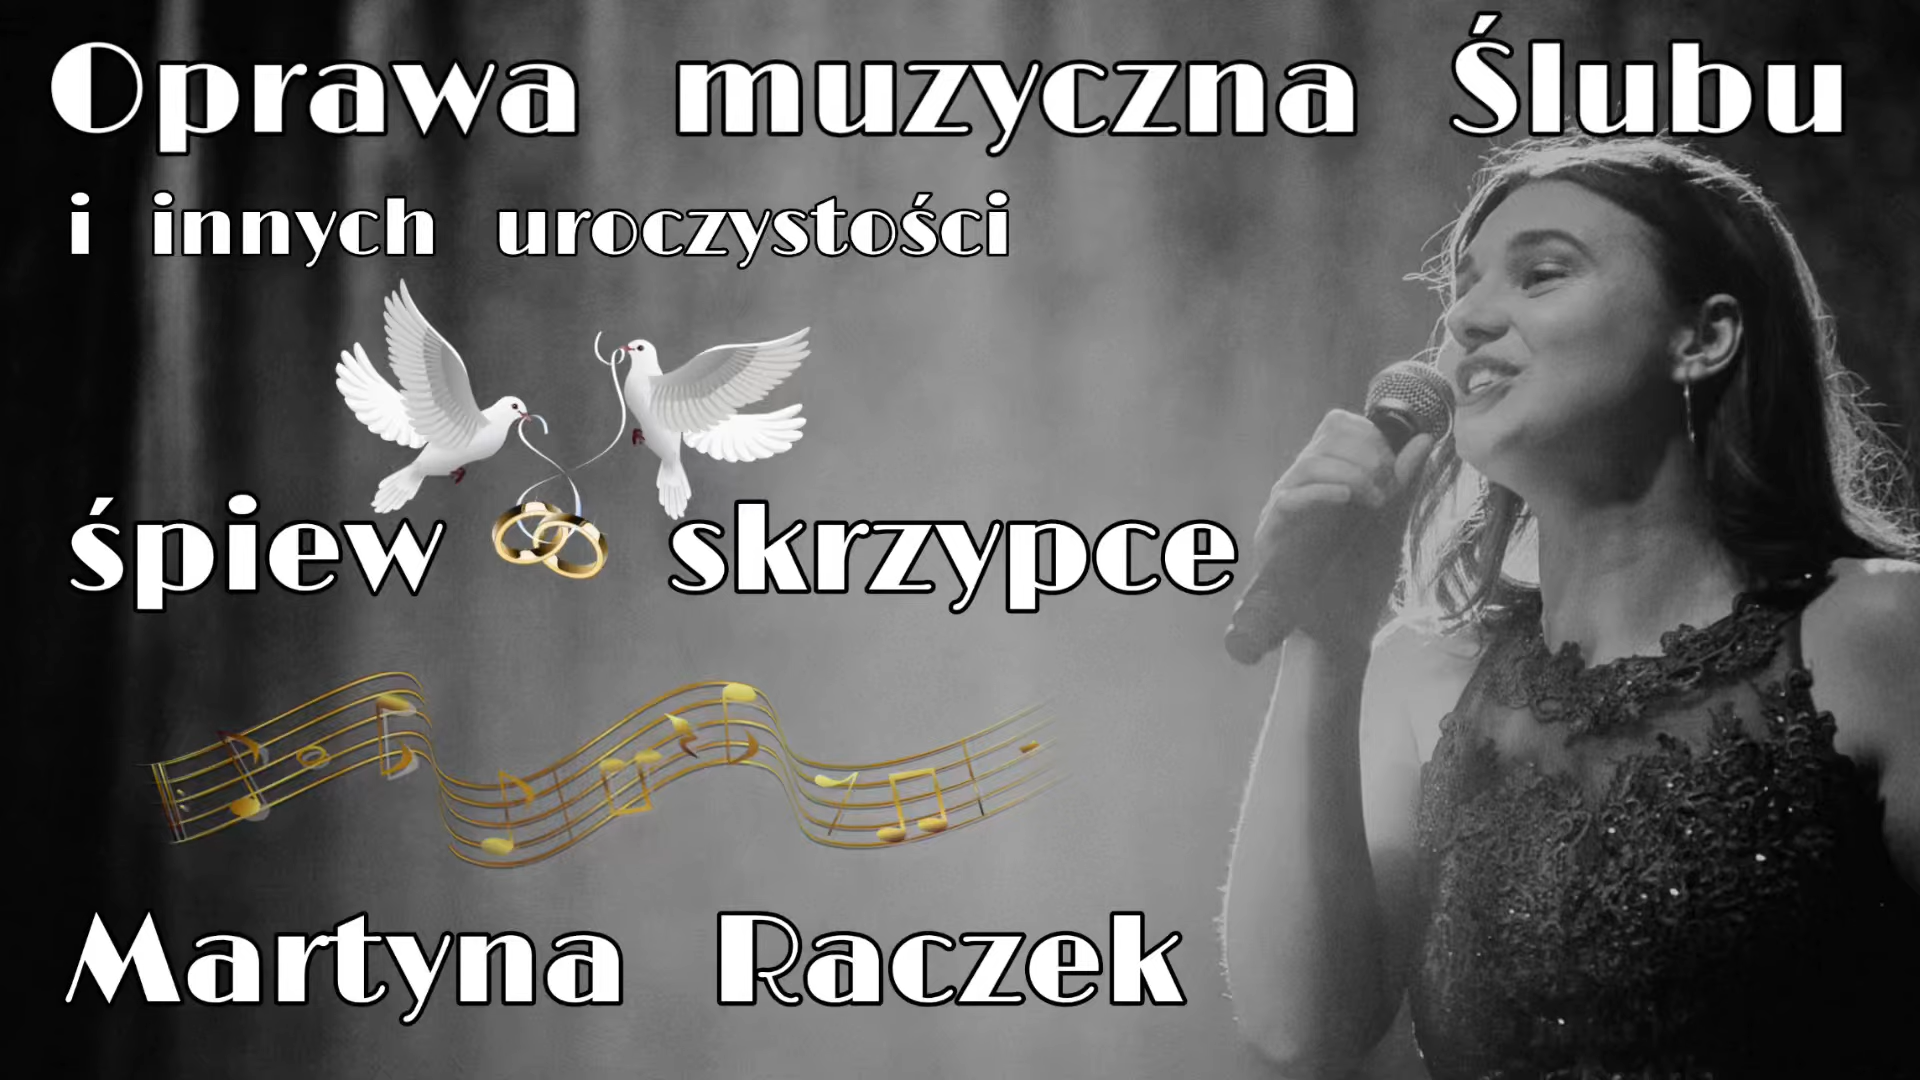 Oprawa muzyczna Ślubu
i innych uroczystości
śpiew skrzypce
Martyna Raczek